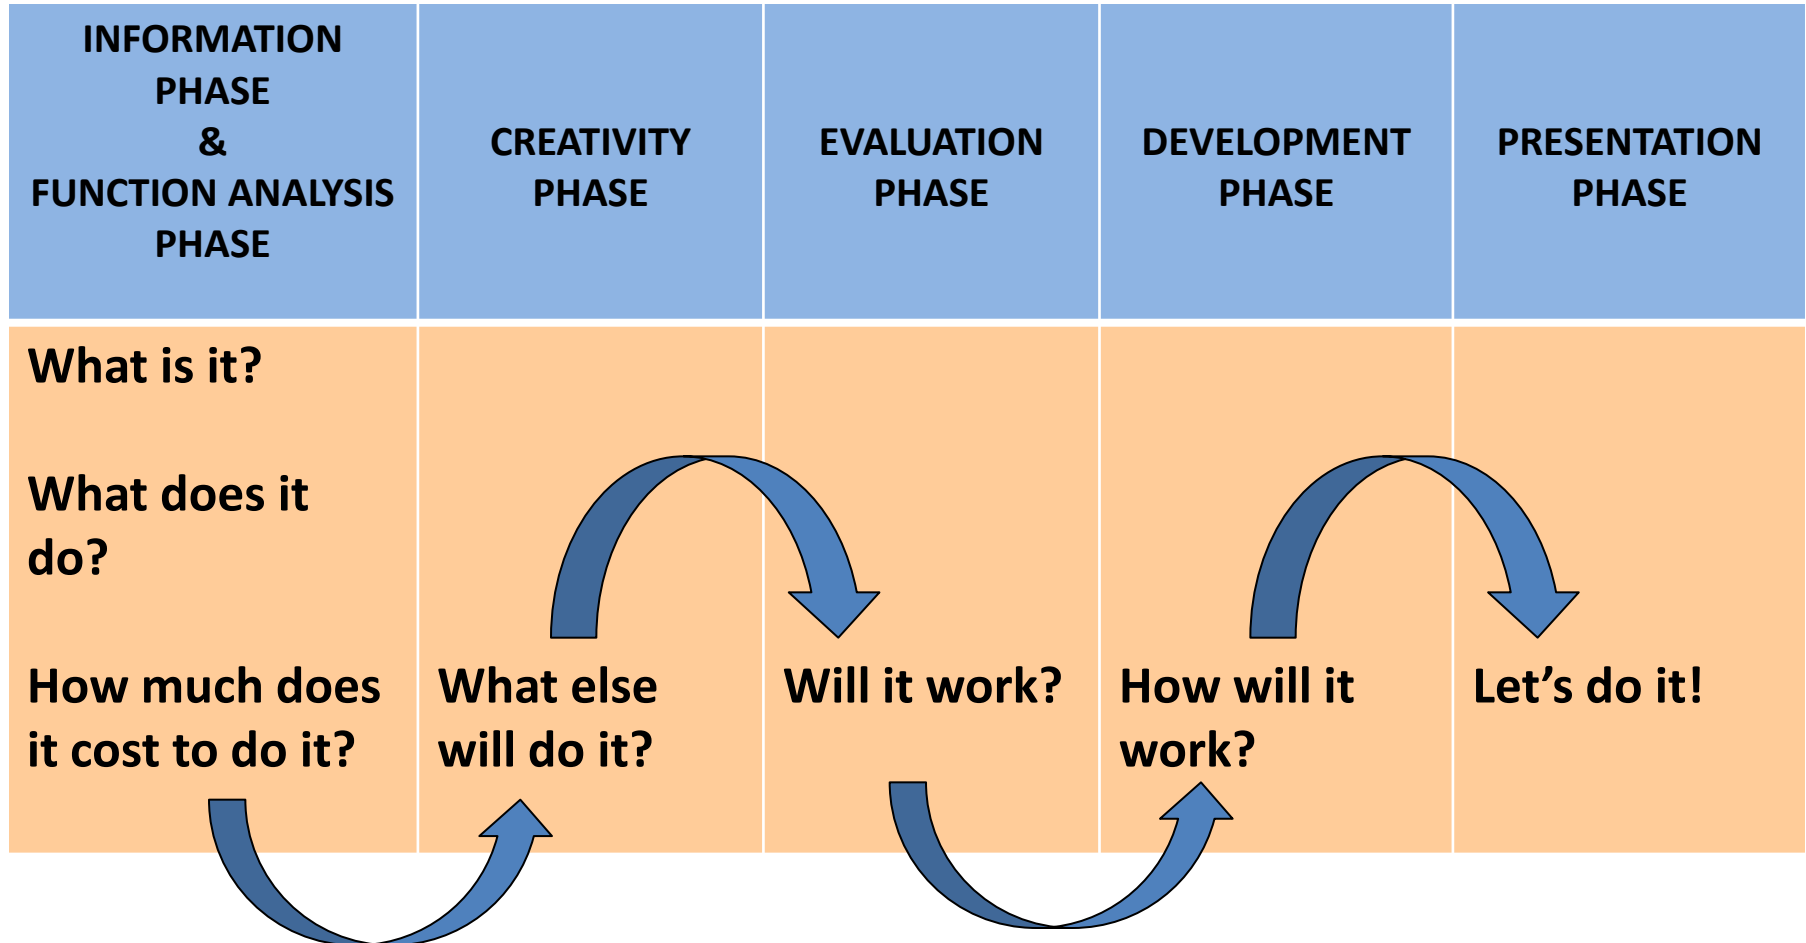 INFORMATION
PHASE
&
FUNCTION ANALYSIS
PHASE
CREATIVITY
PHASE
EVALUATION
PHASE
DEVELOPMENT
PHASE
PRESENTATION
PHASE
What is it?
What does it
do?
How much does
it cost to do it?
What else
will do it?
Will it work?
How will it
work?
Let’s do it!